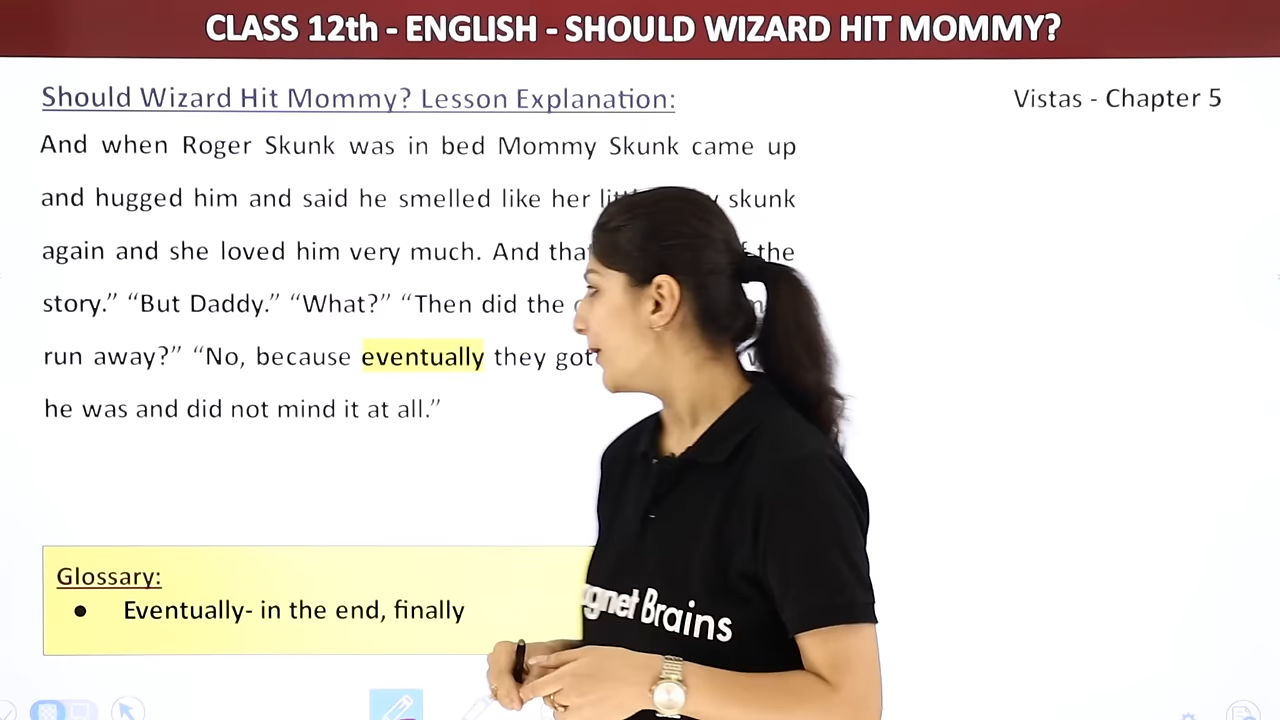 CLASS 12th - ENGLISH - SHOULD WIZARD HIT MOMMY?
Should Wizard Hit Mommy? Lesson Explanation:
Vistas - Chapter 5
And when Roger Skunk was in bed Mommy Skunk came up
and hugged him and said he smelled like her skunk
again and she loved him very much. And the
story.” “But Daddy.” “What?” “Then did the
run away?” “No, because eventually they got
he was and did not mind it at all.”
Glossary:
● Eventually- in the end, finally
Brains